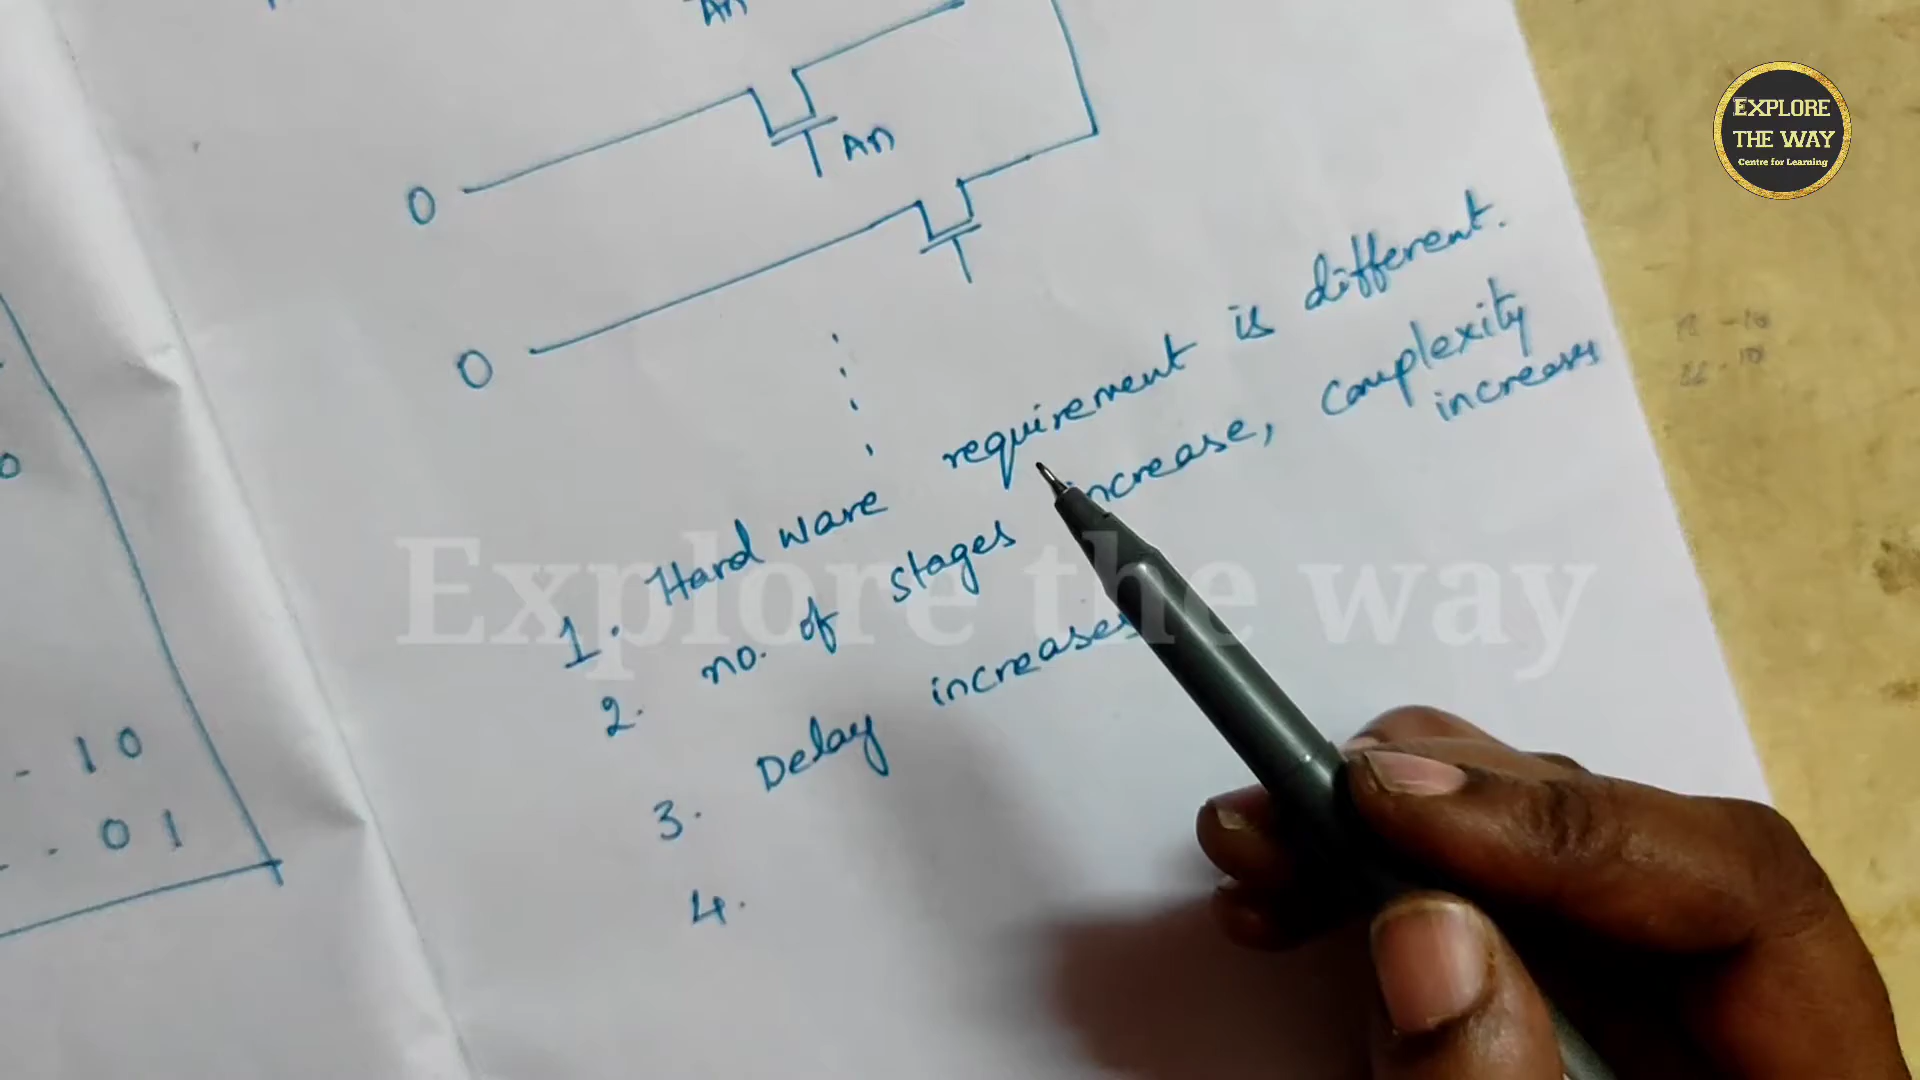 An
An
0
0
0
1. Hard ware requirement is different.
2. no. of stages increase, complexity
increases
3. Delay increases
4.
- 10
- - 01
EXPLORE
THE WAY
Centre for Learning
Explore the way